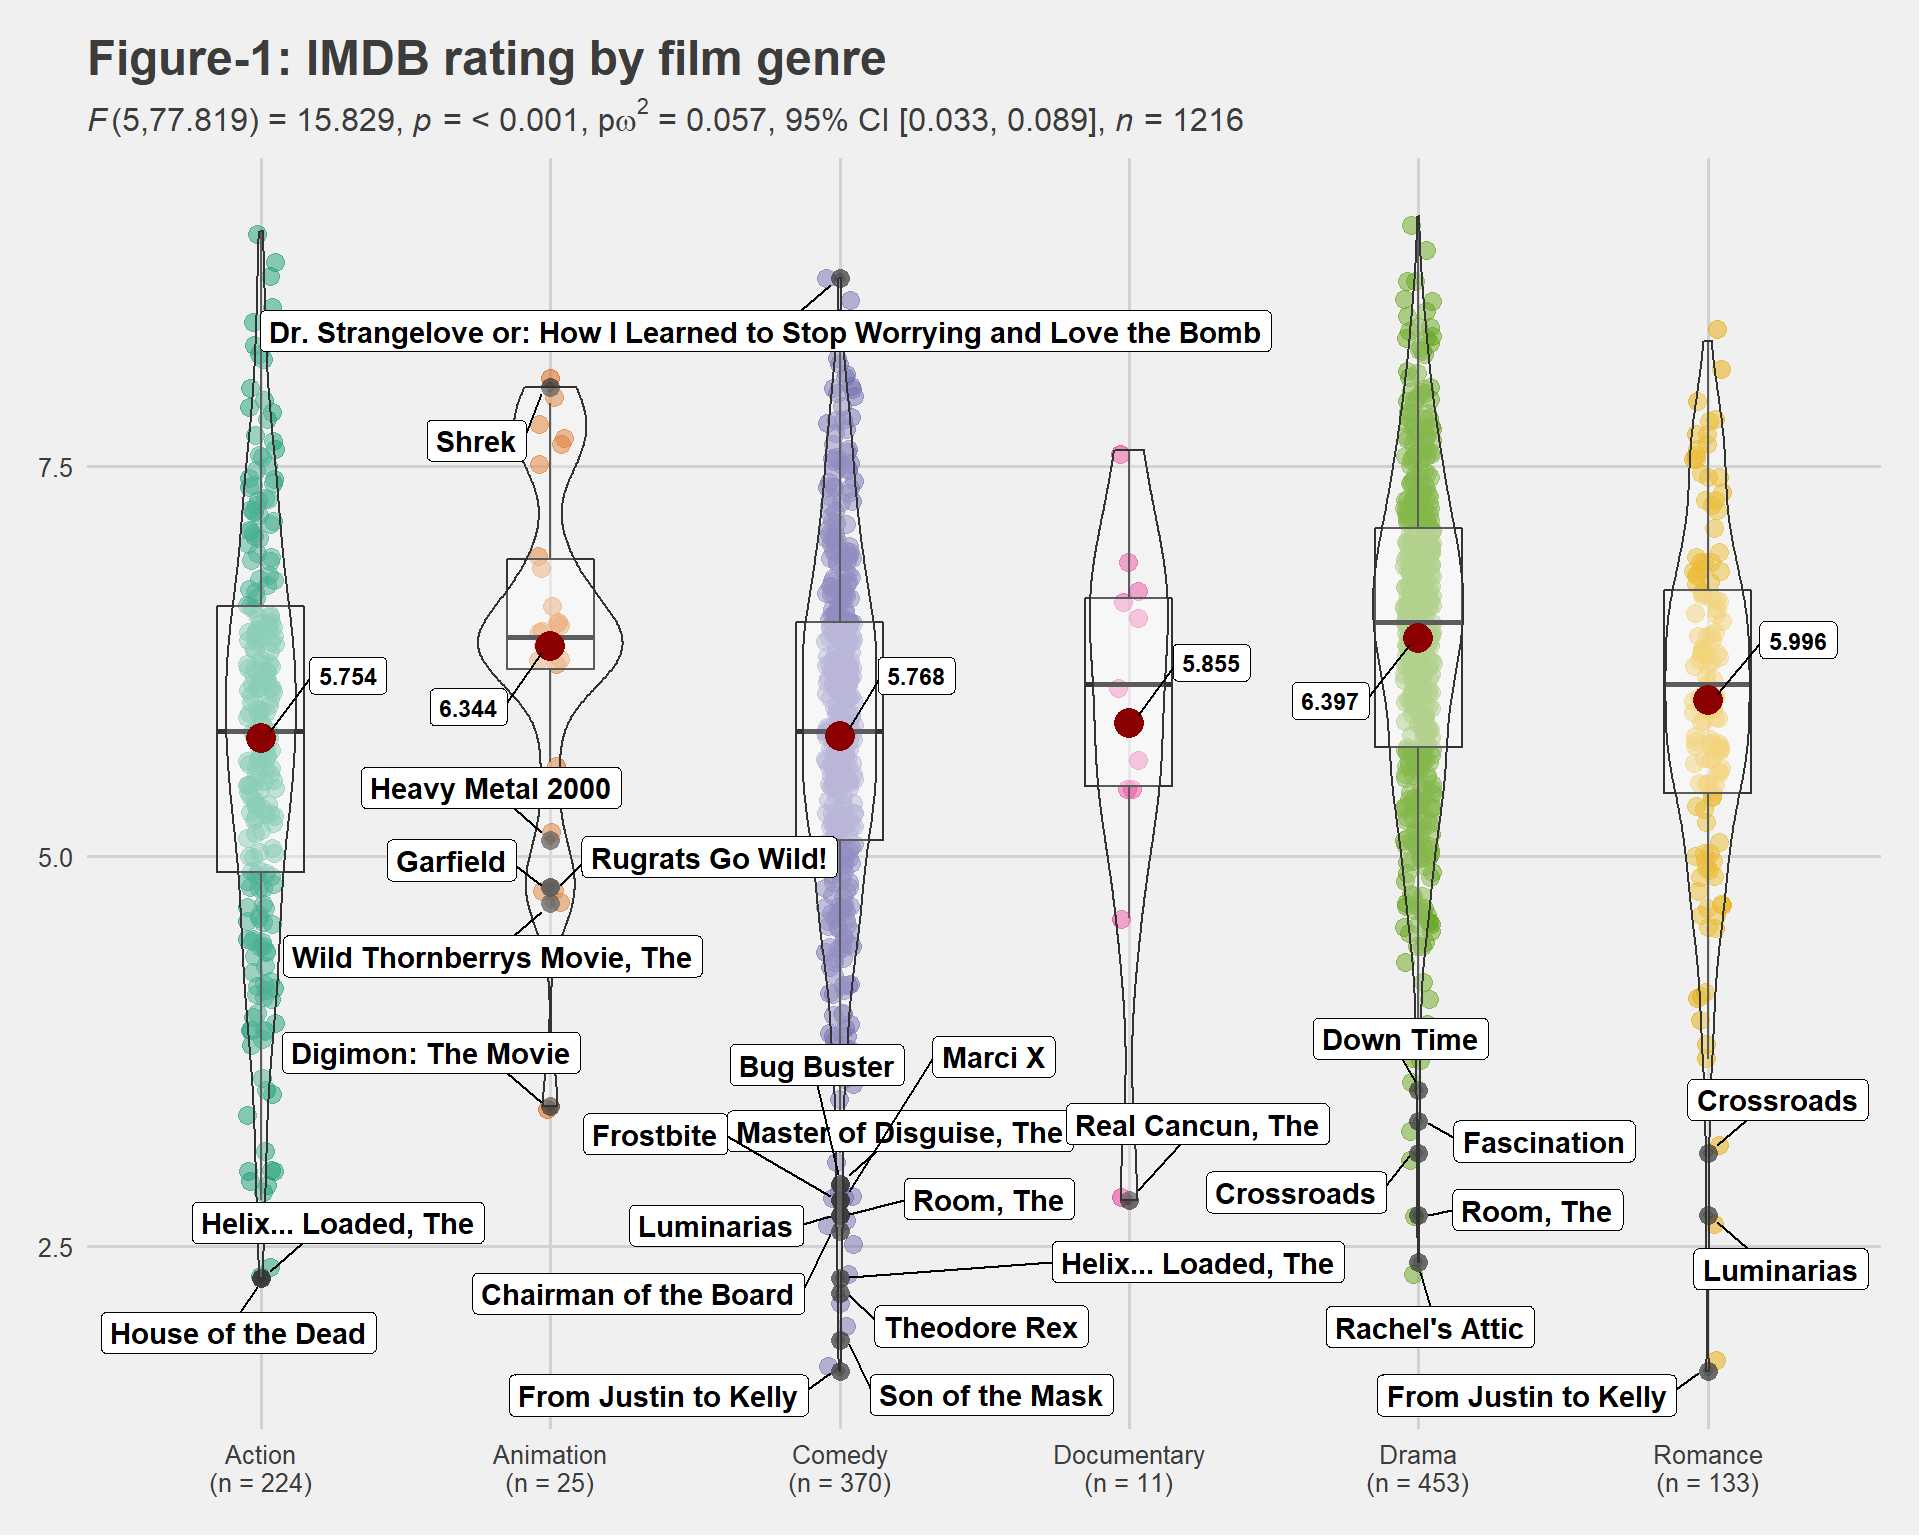 Figure-1: IMDB rating by film genre
F(5,77.819) = 15.829, p = < 0.001, pω² = 0.057, 95% CI [0.033, 0.089], n = 1216
Dr. Strangelove or: How I Learned to Stop Worrying and Love the Bomb
Shrek
7.5
5.754
6.344
5.768
5.855
6.397
5.996
Heavy Metal 2000
5.0
Garfield
Rugrats Go Wild!
Wild Thornberrys Movie, The
Digimon: The Movie
Bug Buster
Marci X
Down Time
Frostbite
Master of Disguise, The
Real Cancun, The
Crossroads
Fascination
Helix... Loaded, The
Luminarias
Room, The
Crossroads
Room, The
2.5
Chairman of the Board
Helix... Loaded, The
Luminarias
House of the Dead
Theodore Rex
Rachel's Attic
From Justin to Kelly
Son of the Mask
From Justin to Kelly
Action
(n = 224)
Animation
(n = 25)
Comedy
(n = 370)
Documentary
(n = 11)
Drama
(n = 453)
Romance
(n = 133)